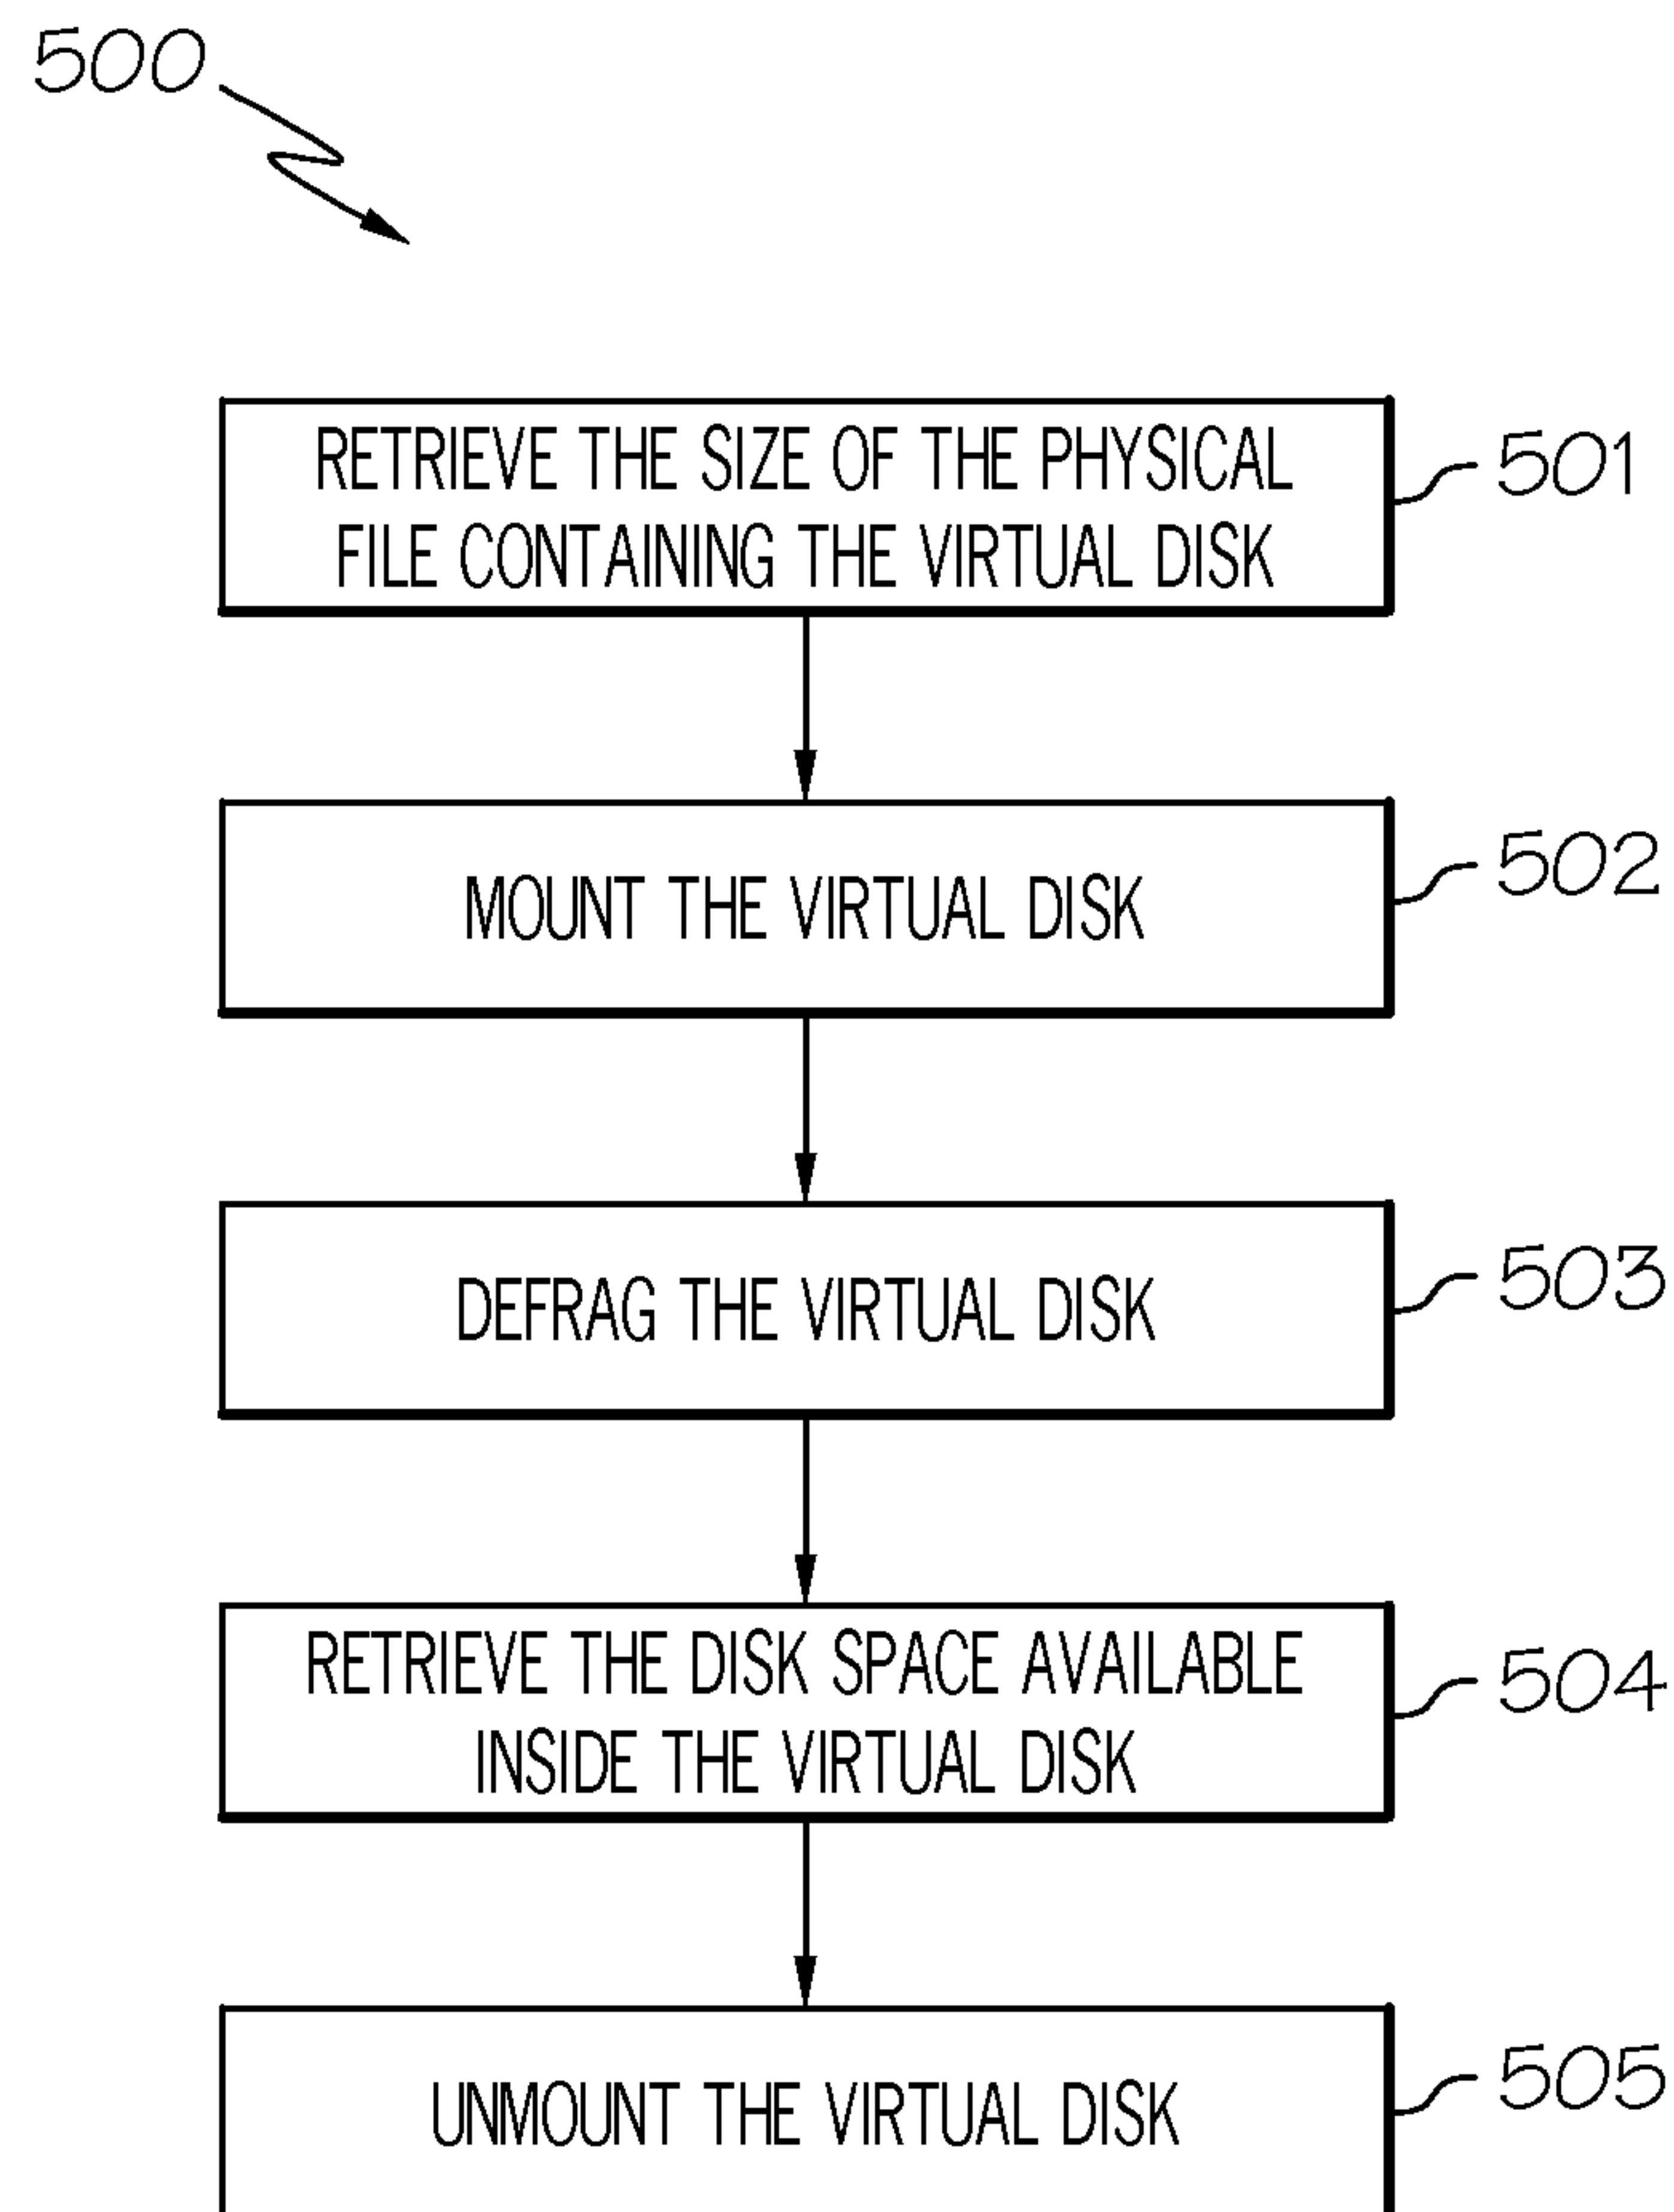 500
RETRIEVE THE SIZE OF THE PHYSICAL
FILE CONTAINING THE VIRTUAL DISK
501
MOUNT THE VIRTUAL DISK
502
DEFRAG THE VIRTUAL DISK
503
RETRIEVE THE DISK SPACE AVAILABLE
INSIDE THE VIRTUAL DISK
504
UNMOUNT THE VIRTUAL DISK
505